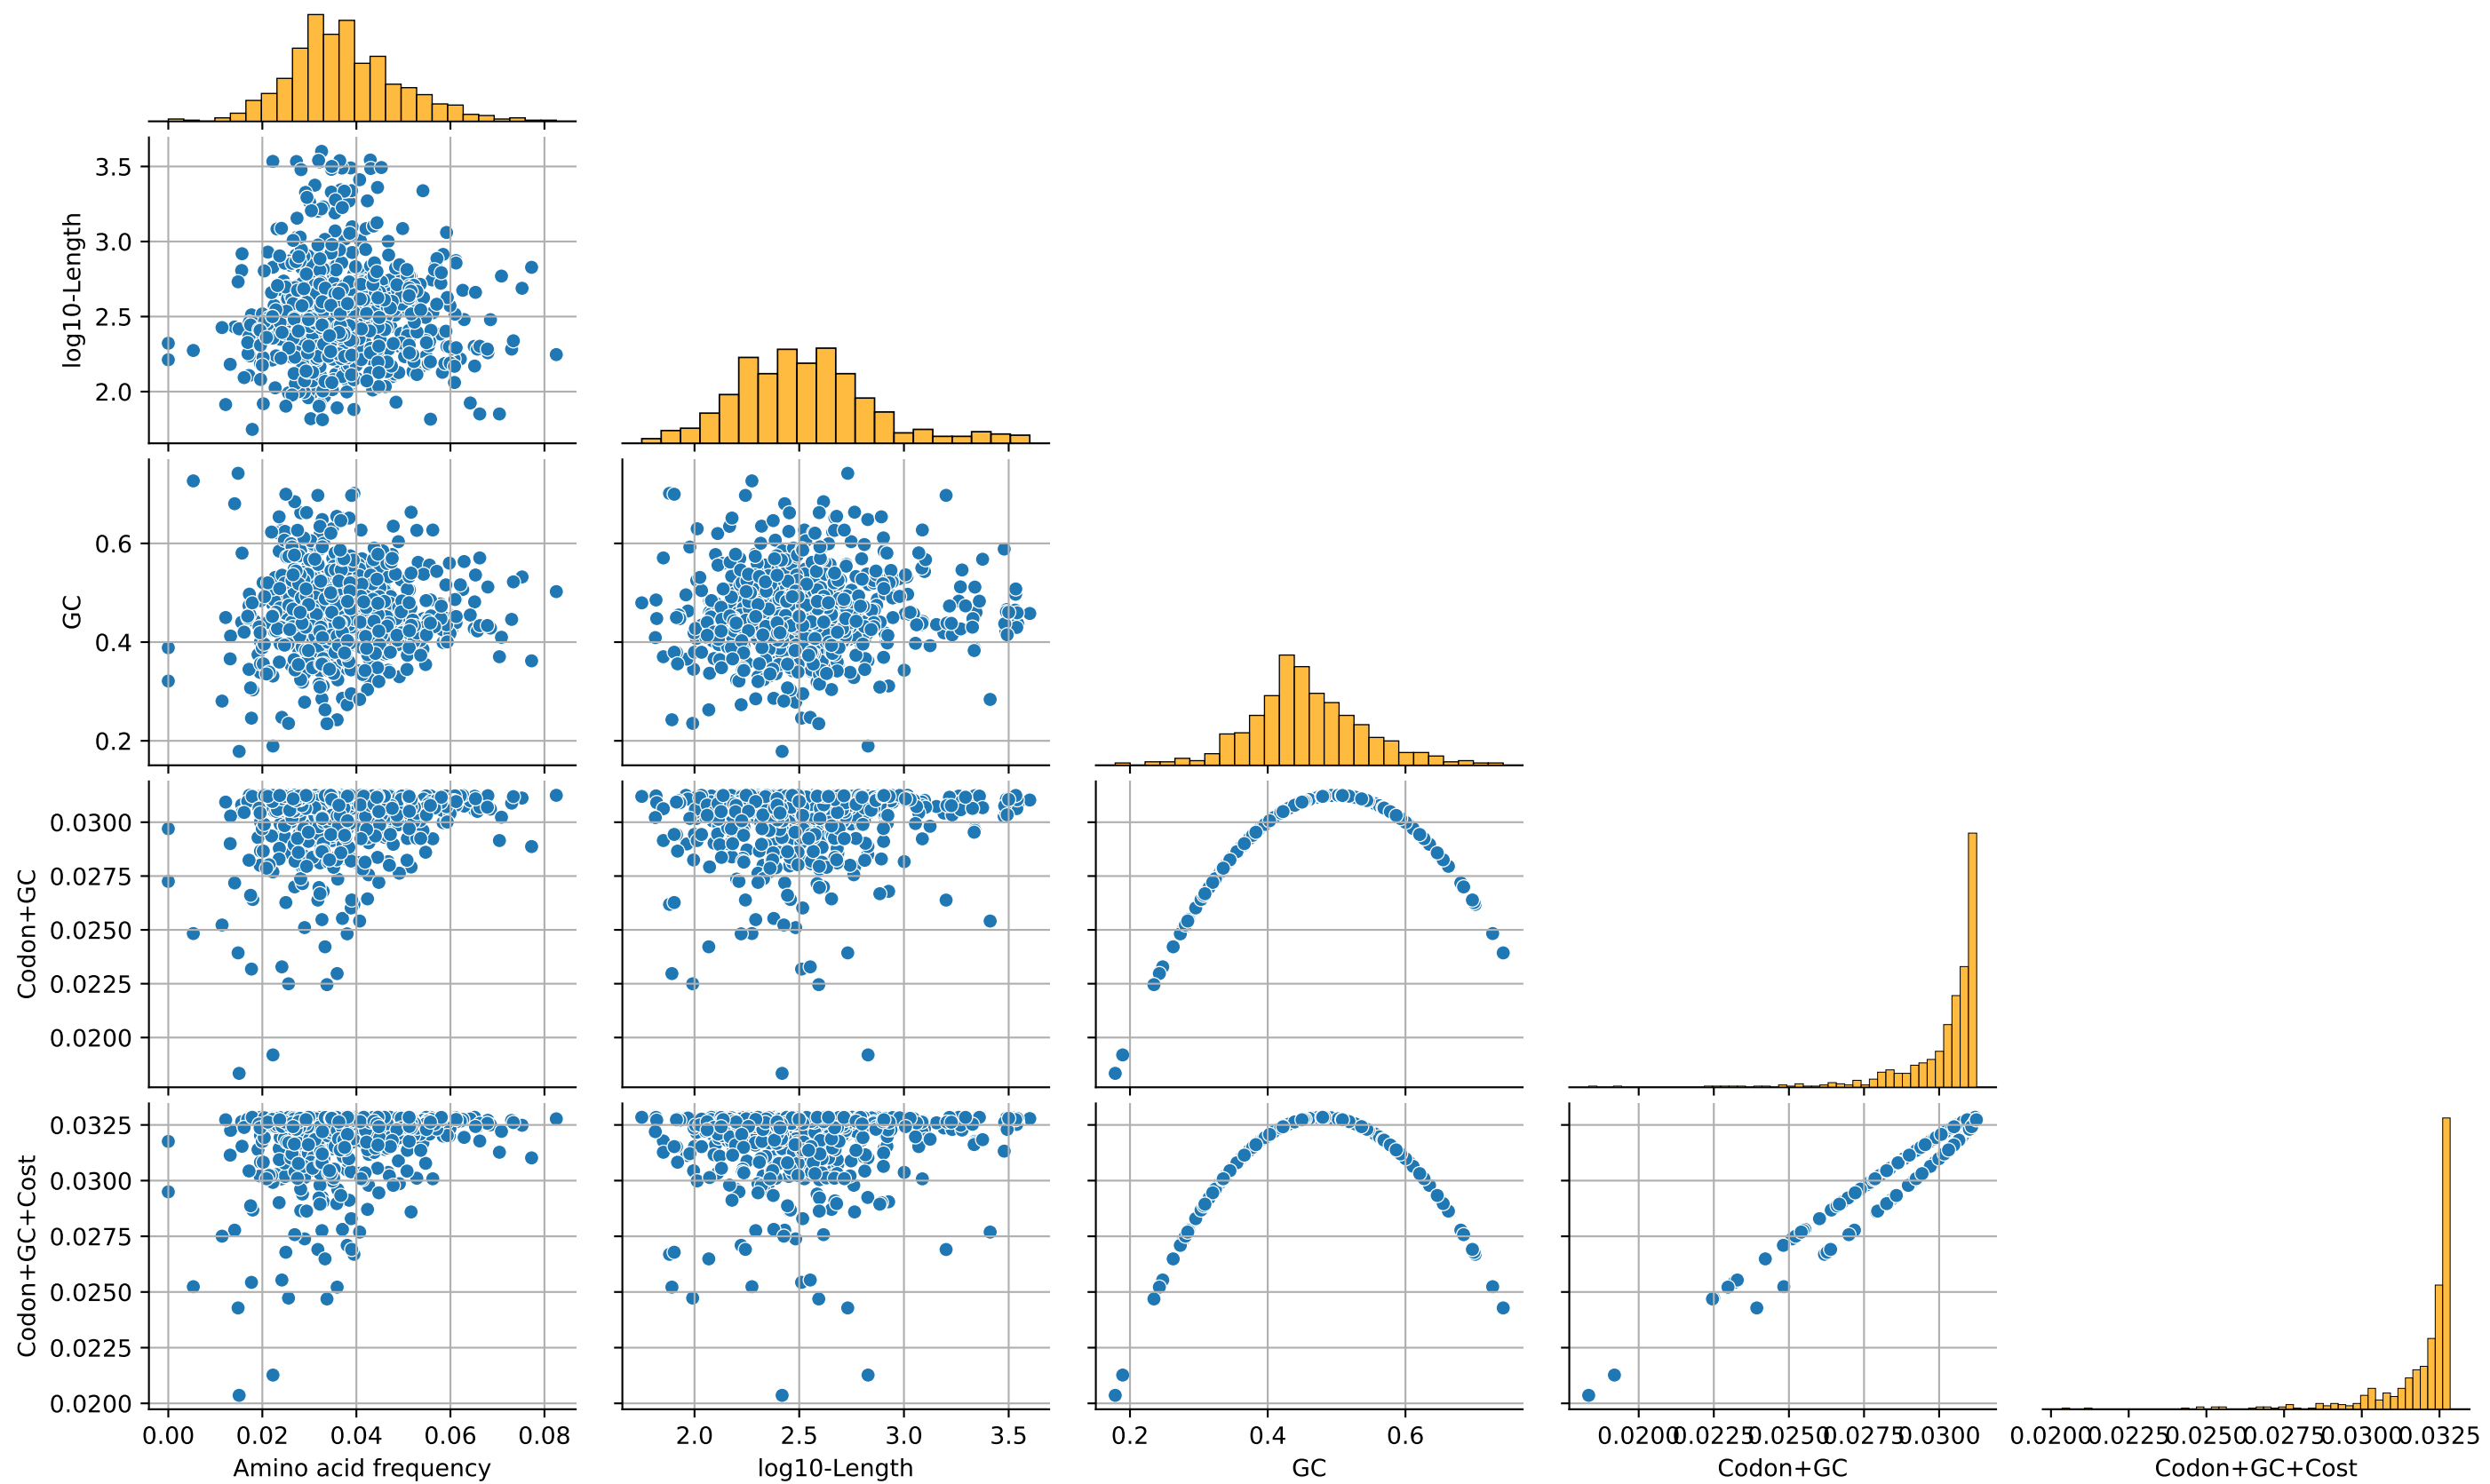 3.5
3.0
2.5
2.0
log10-Length
0.6
0.4
0.2
GC
0.0300
0.0275
0.0250
0.0225
0.0200
Codon+GC
0.0325
0.0300
0.0275
0.0250
0.0225
0.0200
Codon+GC+Cost
0.00 0.02 0.04 0.06 0.08
Amino acid frequency
2.0 2.5 3.0 3.5
log10-Length
0.2 0.4 0.6
GC
0.0200 0.0225 0.0250 0.0275 0.0300
Codon+GC
0.0200 0.0225 0.0250 0.0275 0.0300 0.0325
Codon+GC+Cost